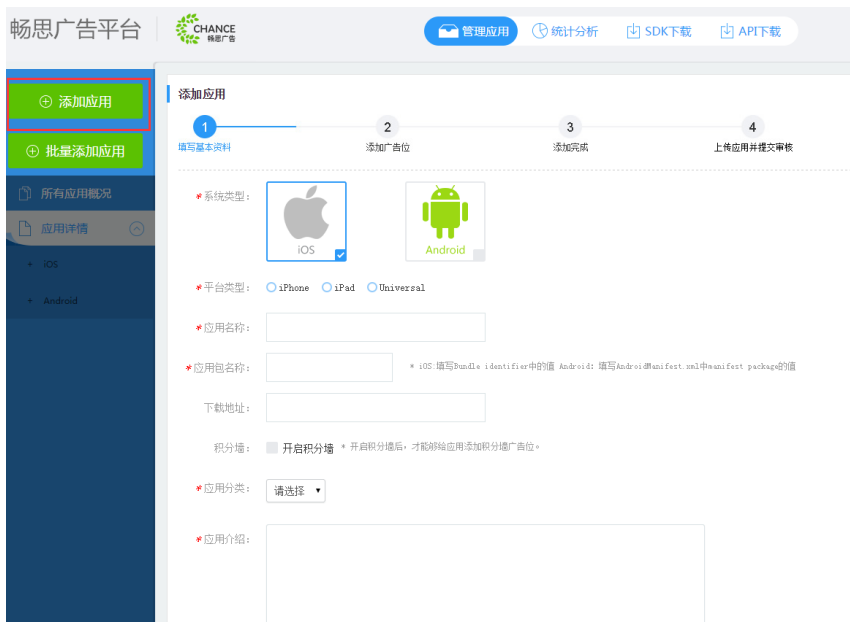 畅思广告平台
CHANCE
畅思广告
管理应用
统计分析
SDK下载
API下载
添加应用
批量添加应用
所有应用概况
应用详情
+ iOS
+ Android
添加应用
1
2
3
4
填写基本资料
添加广告位
添加完成
上传应用并提交审核
*系统类型:
iOS
Android
*平台类型: iPhone iPad Universal
*应用名称:
*应用包名称: * iOS:填写Bundle identifier中的值 Android: 填写AndroidManifest.xml中manifest package的值
下载地址:
积分墙: 开启积分墙 * 开启积分墙后，才能够给应用添加积分墙广告位。
*应用分类: 请选择
*应用介绍: